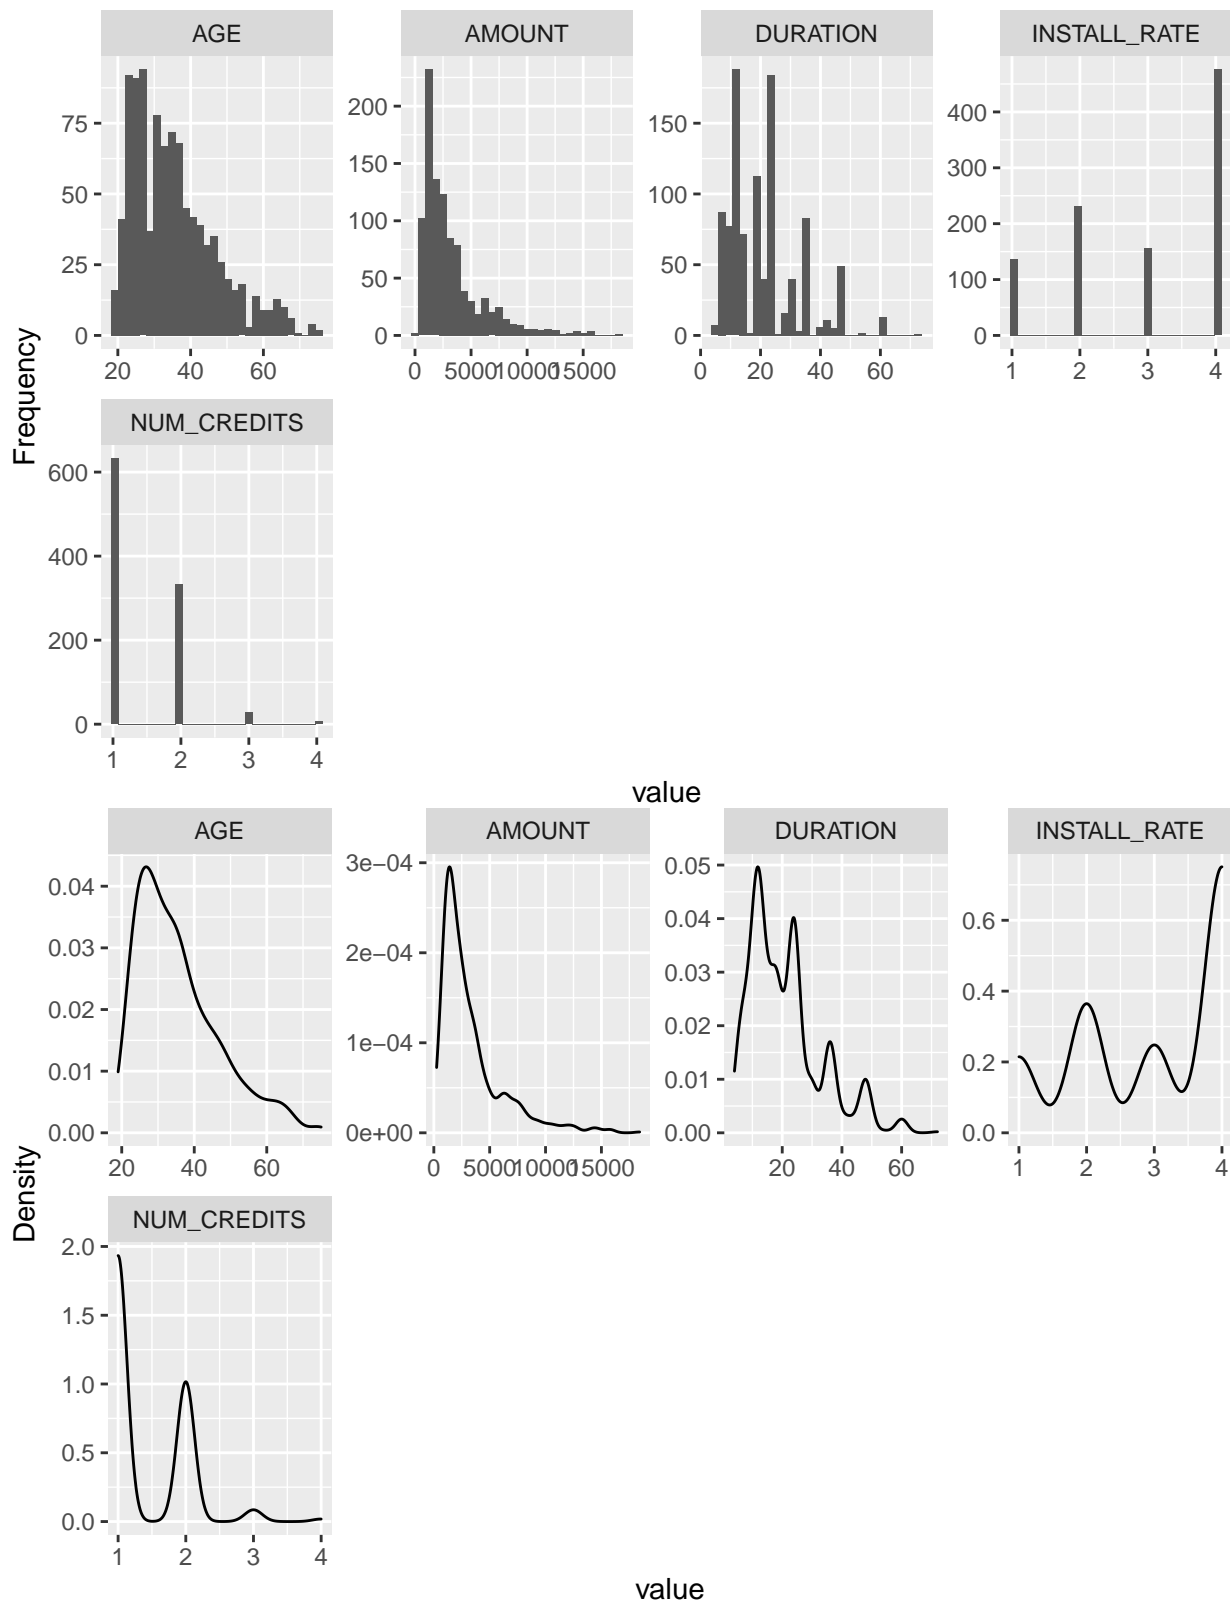 AGE AMOUNT DURATION INSTALL_RATE
75 50 25 0
20 40 60
200 150 100 50 0
0 5000 10000 15000
150 100 50 0
0 20 40 60
400 300 200 100 0
1 2 3 4
Frequency
NUM_CREDITS
600 400 200 0
1 2 3 4
value
AGE AMOUNT DURATION INSTALL_RATE
0.04 0.03 0.02 0.01 0.00
20 40 60
3e−04 2e−04 1e−04 0e+00
0 5000 10000 15000
0.05 0.04 0.03 0.02 0.01 0.00
20 40 60
0.6 0.4 0.2 0.0
1 2 3 4
Density
NUM_CREDITS
2.0 1.5 1.0 0.5 0.0
1 2 3 4
value